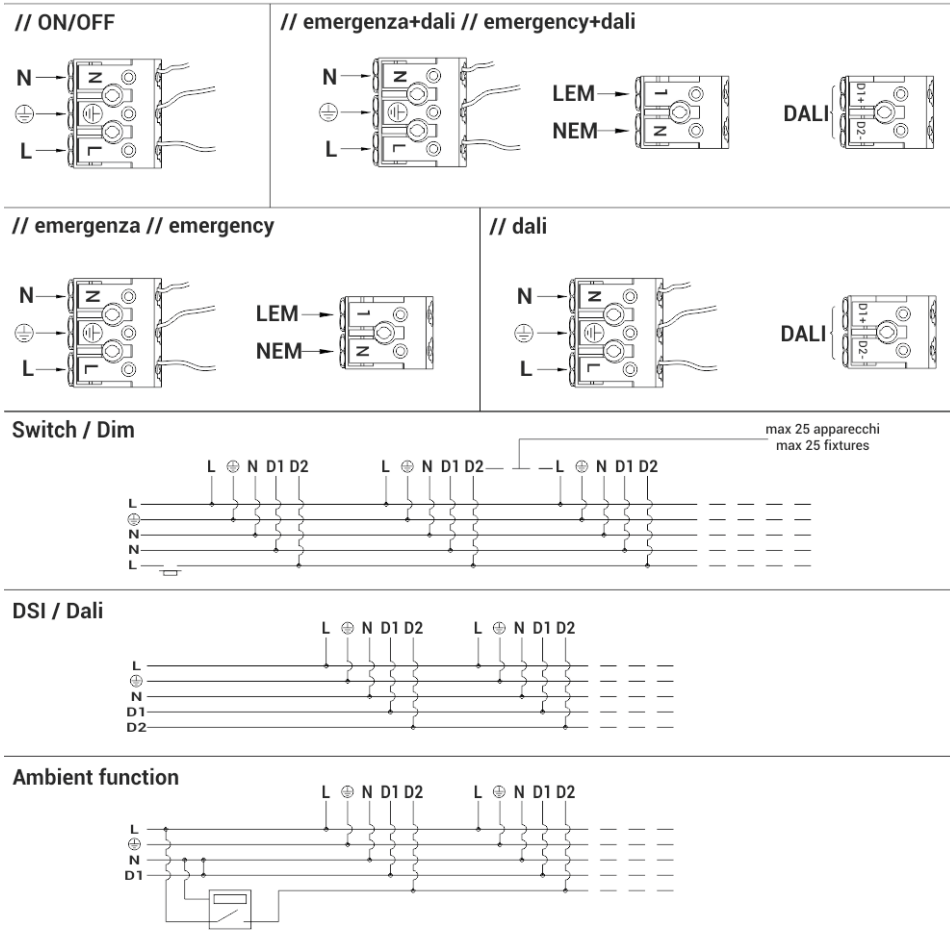 // ON/OFF
N
L
N
L
// emergenza+dali // emergency+dali
N
L
N
L
LEM
NEM
1
N
DALI
D1+
D2-
// emergenza // emergency
N
L
N
L
LEM
NEM
1
N
// dali
N
L
N
L
DALI
D1+
D2-
Switch / Dim
max 25 apparecchi
max 25 fixtures
L N D1 D2 L N D1 D2 L N D1 D2
L
N
N
L
DSI / Dali
L N D1 D2 L N D1 D2
L
N
D1
D2
Ambient function
L N D1 D2 L N D1 D2
L
N
D1